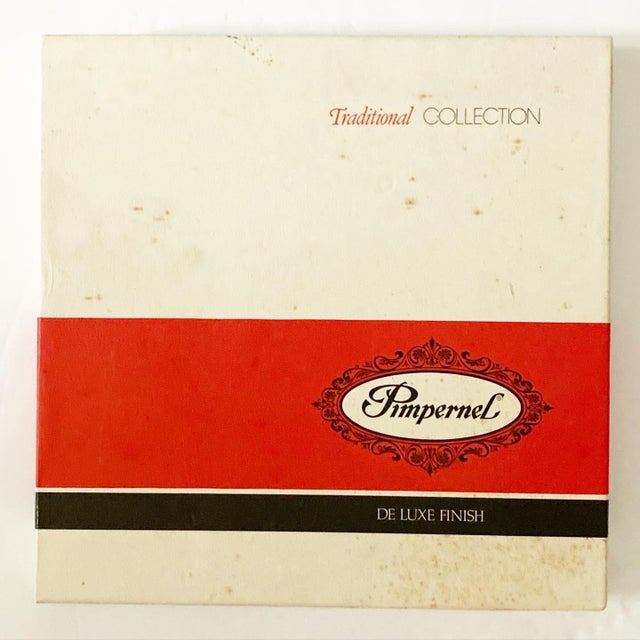 Traditional COLLECTION
Pimpernel
DE LUXE FINISH